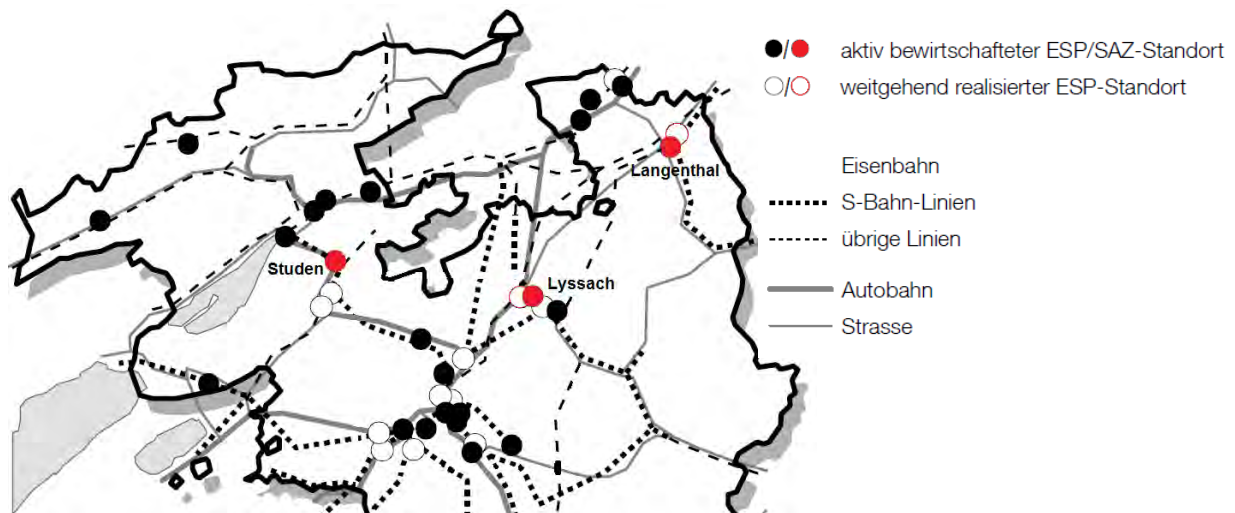 aktiv bewirtschafteter ESP/SAZ-Standort
weitgehend realisierter ESP-Standort
Langenthal
Eisenbahn
S-Bahn-Linien
übrige Linien
Studen
Lyssach
Autobahn
Strasse